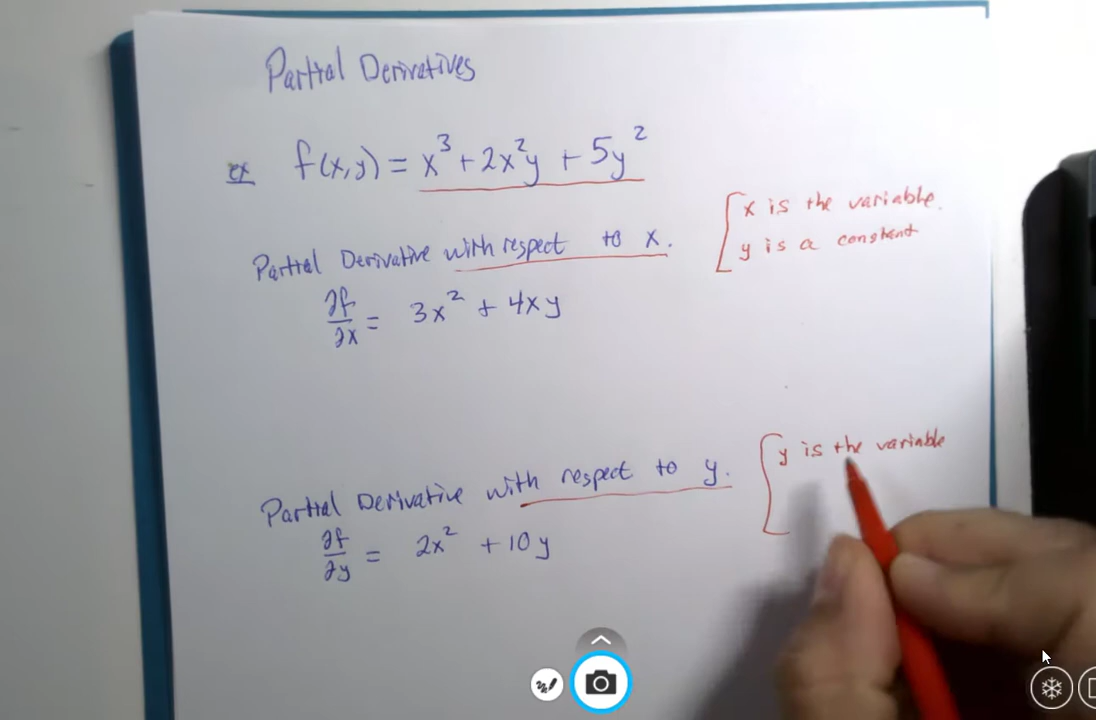 Partial Derivatives
ex f(x,y) = x³ + 2x²y + 5y²
Partial Derivative with respect to x.
x is the variable.
y is a constant
∂f/∂x = 3x² + 4xy
Partial Derivative with respect to y.
y is the variable
∂f/∂y = 2x² + 10y